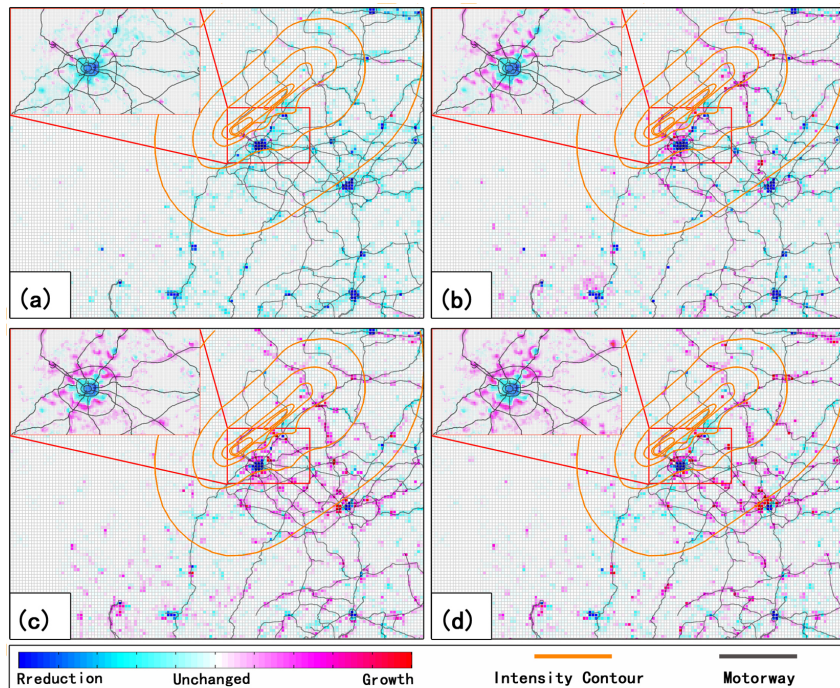 (a)
(b)
(c)
(d)
Rreduction Unchanged Growth Intensity Contour Motorway